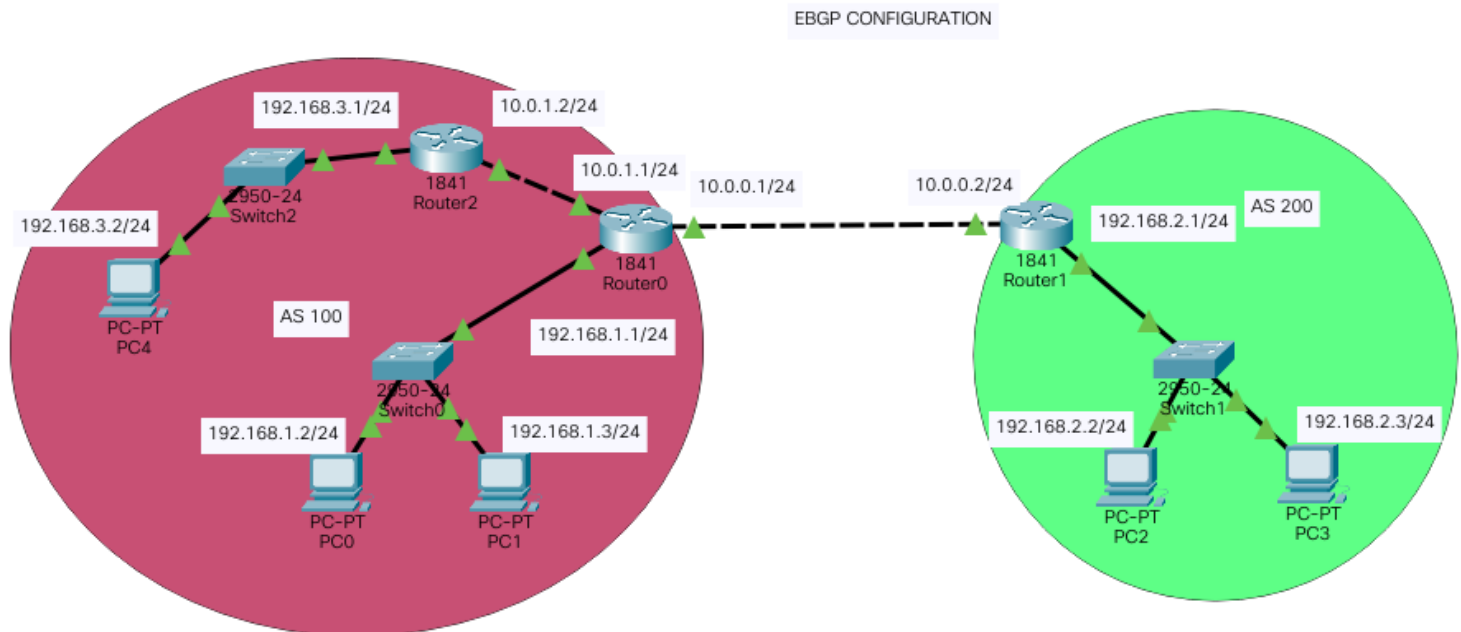 EBGP CONFIGURATION
192.168.3.1/24
10.0.1.2/24
1841
Router2
2950-24
Switch2
10.0.1.1/24
10.0.0.1/24
10.0.0.2/24
192.168.3.2/24
1841
Router0
1841
Router1
192.168.2.1/24
AS 200
PC-PT
PC4
AS 100
192.168.1.1/24
2950-24
Switch0
2950-24
Switch1
192.168.1.2/24
192.168.1.3/24
192.168.2.2/24
192.168.2.3/24
PC-PT
PC0
PC-PT
PC1
PC-PT
PC2
PC-PT
PC3